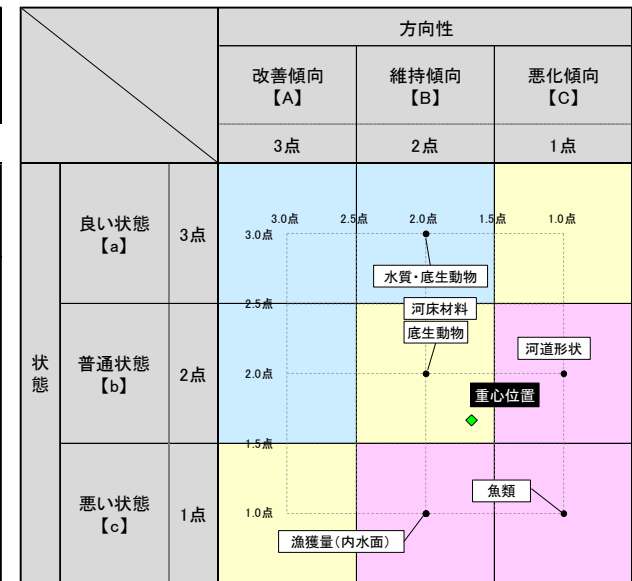 方向性
改善傾向
【A】
維持傾向
【B】
悪化傾向
【C】
3点
2点
1点
状態
良い状態
【a】
3点
普通状態
【b】
2点
悪い状態
【c】
1点
3.0点
2.5点
2.0点
1.5点
1.0点
3.0点
水質・底生動物
2.5点
河床材料
底生動物
河道形状
2.0点
重心位置
1.5点
魚類
1.0点
漁獲量(内水面)